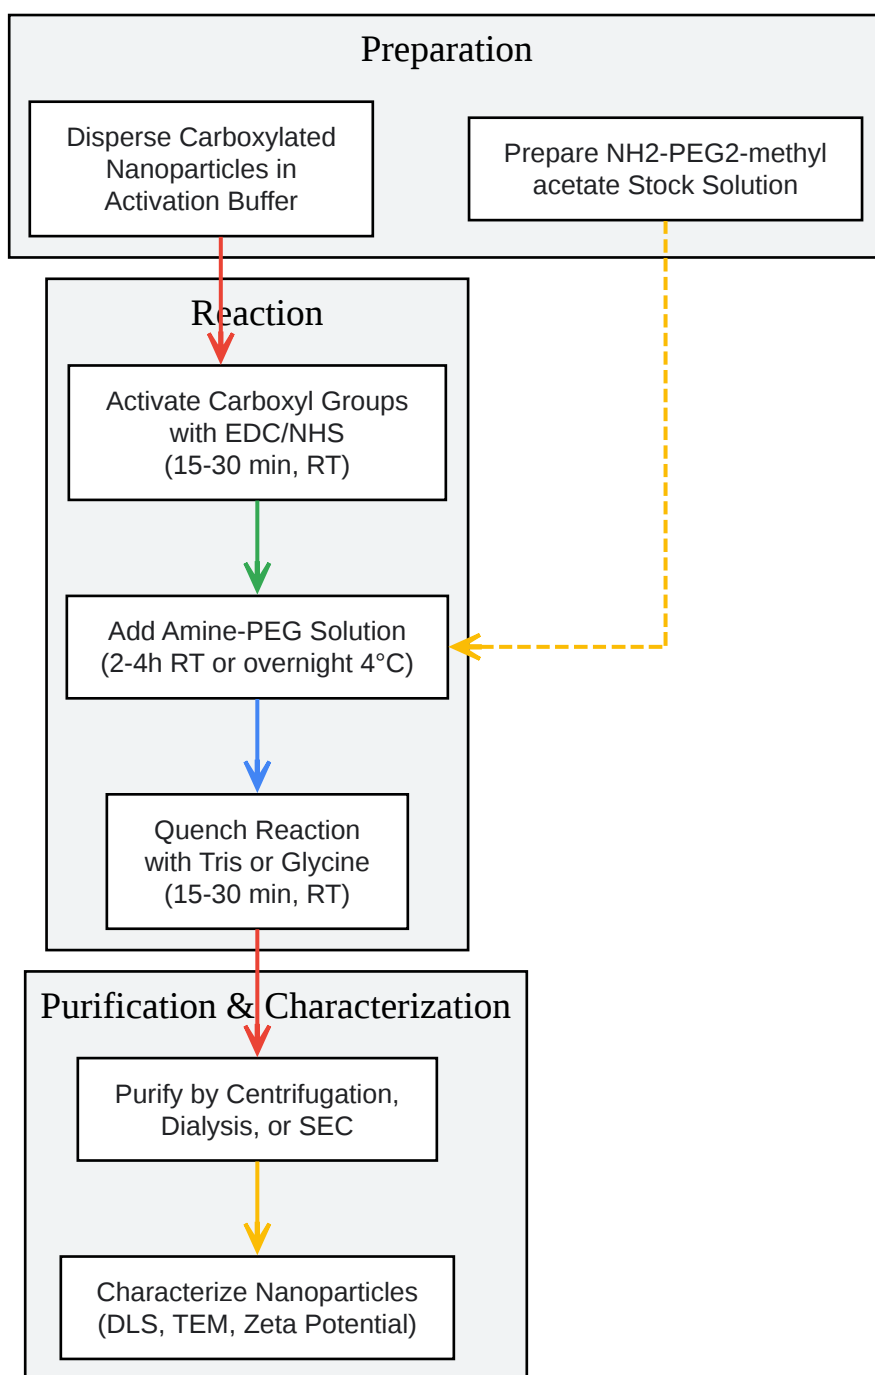 Preparation
Disperse Carboxylated
Nanoparticles in
Activation Buffer
Prepare NH2-PEG2-methyl
acetate Stock Solution
Reaction
Activate Carboxyl Groups
with EDC/NHS
(15-30 min, RT)
Add Amine-PEG Solution
(2-4h RT or overnight 4°C)
Quench Reaction
with Tris or Glycine
(15-30 min, RT)
Purification & Characterization
Purify by Centrifugation,
Dialysis, or SEC
Characterize Nanoparticles
(DLS, TEM, Zeta Potential)